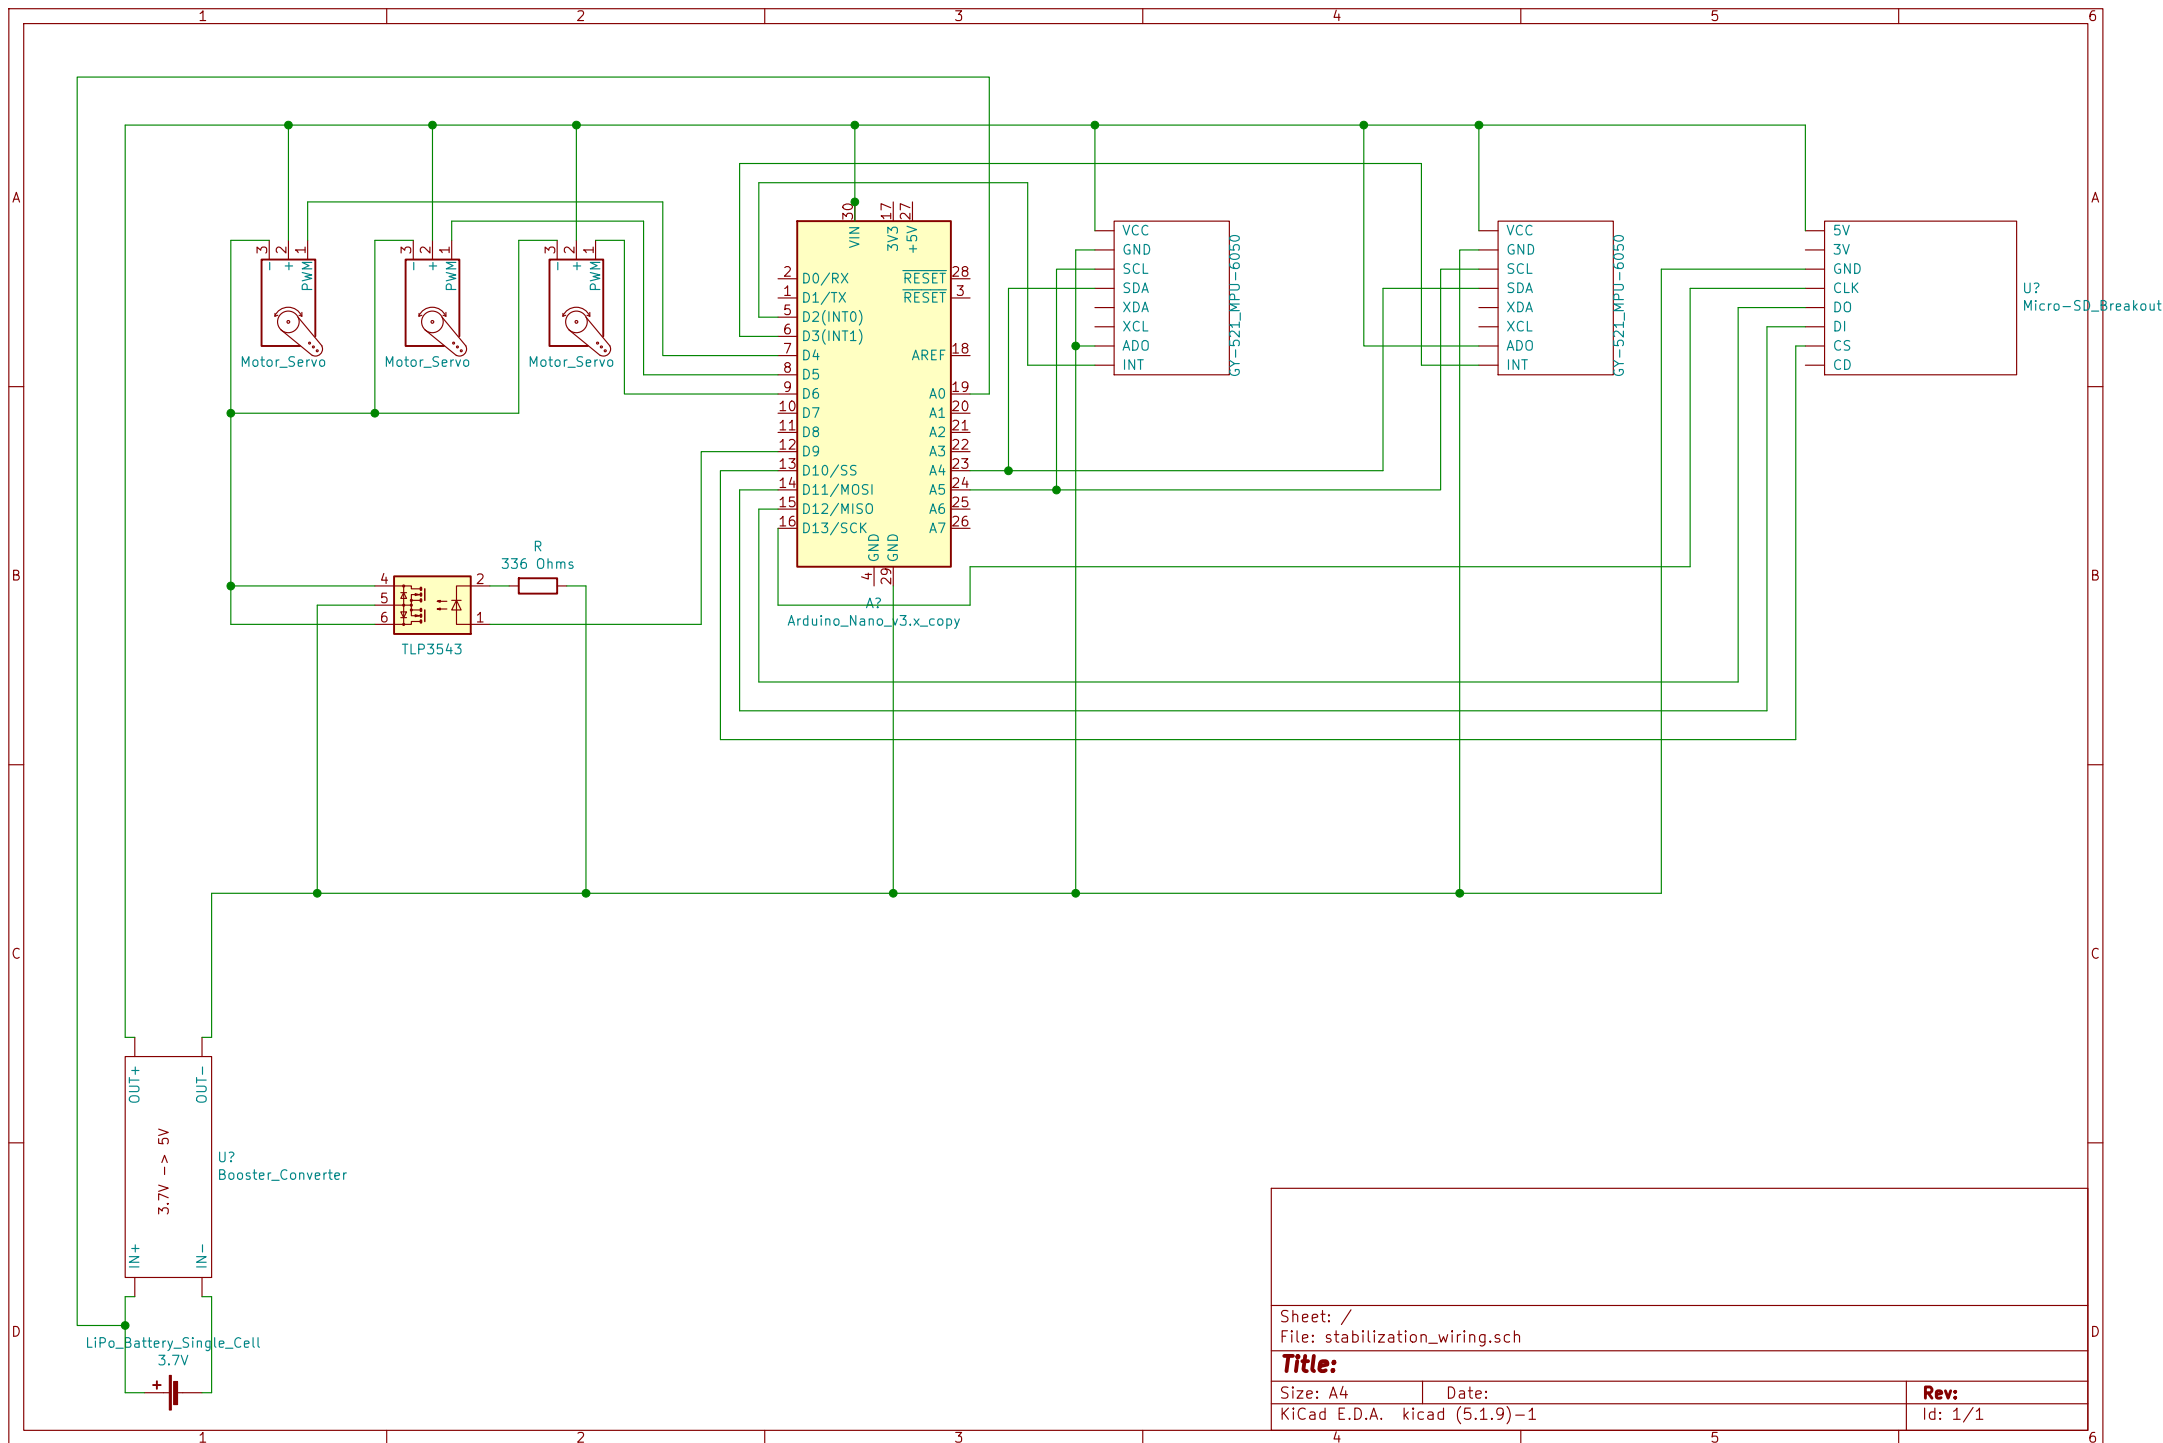 1 2 3 4 5 6
A
B
C
D
A
B
C
D
1 2 3 4 5 6
3 2 1
- + PWM
Motor_Servo
3 2 1
- + PWM
Motor_Servo
3 2 1
- + PWM
Motor_Servo
30 17 27
VIN 3V3 +5V
2 D0/RX
1 D1/TX
5 D2(INT0)
6 D3(INT1)
7 D4
8 D5
9 D6
10 D7
11 D8
12 D9
13 D10/SS
14 D11/MOSI
15 D12/MISO
16 D13/SCK
RESET 28
RESET 3
AREF 18
A0 19
A1 20
A2 21
A3 22
A4 23
A5 24
A6 25
A7 26
GND GND
4 29
A?
Arduino_Nano_v3.x_copy
VCC
GND
SCL
SDA
XDA
XCL
ADO
INT
GY-521_MPU-6050
VCC
GND
SCL
SDA
XDA
XCL
ADO
INT
GY-521_MPU-6050
5V
3V
GND
CLK
DO
DI
CS
CD
U?
Micro-SD_Breakout
R
336 Ohms
4 2
5
6 1
TLP3543
OUT+ OUT-
3.7V -> 5V
IN+ IN-
U?
Booster_Converter
LiPo_Battery_Single_Cell
3.7V
+
Sheet: /
File: stabilization_wiring.sch
Title:
Size: A4 Date: Rev:
KiCad E.D.A. kicad (5.1.9)-1 Id: 1/1